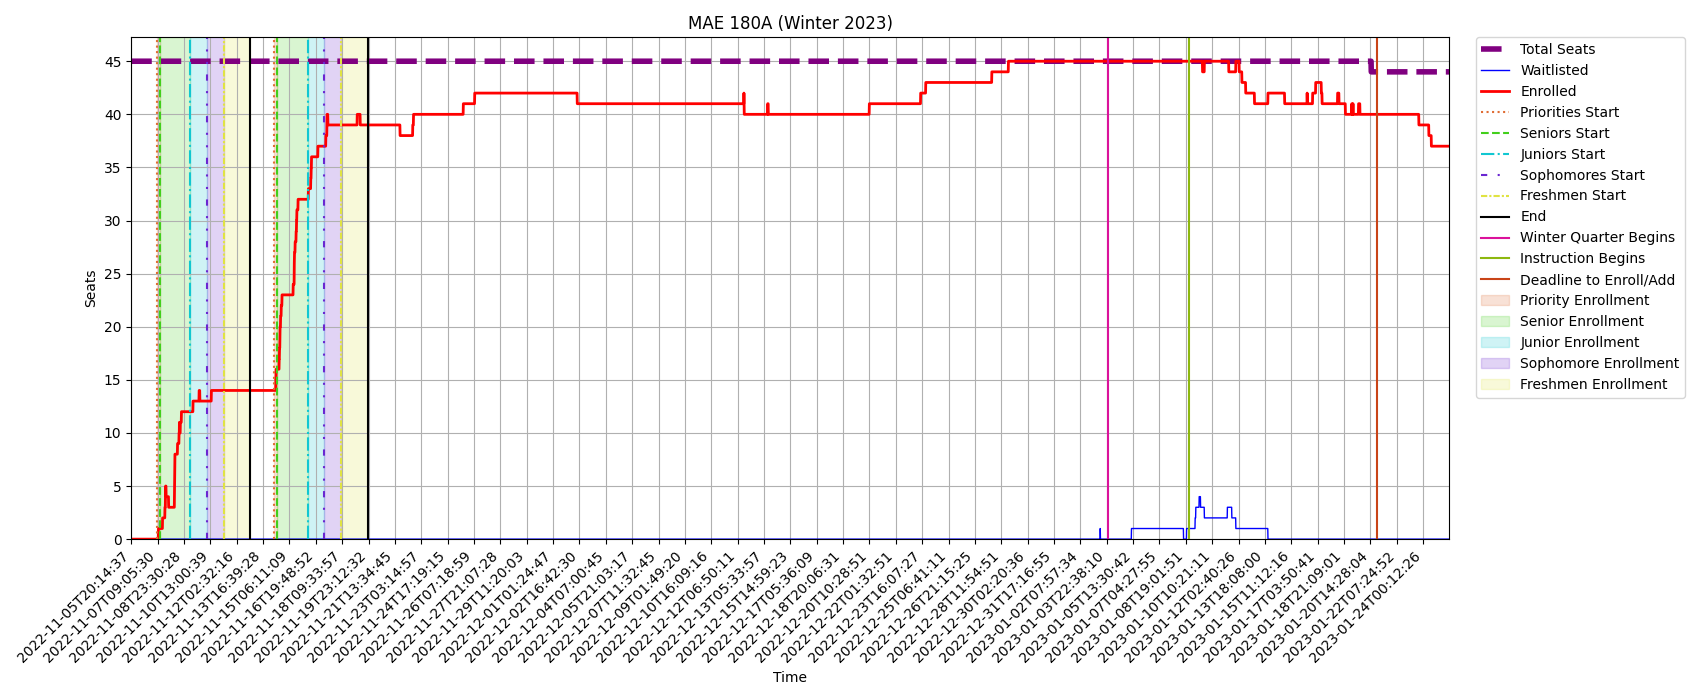 MAE 180A (Winter 2023)
Seats
45
40
35
30
25
20
15
10
5
0
2022-11-05T20:14:37
2022-11-07T09:05:30
2022-11-08T23:30:28
2022-11-10T13:00:39
2022-11-12T02:32:16
2022-11-13T16:39:28
2022-11-15T06:11:09
2022-11-16T19:48:52
2022-11-18T09:33:57
2022-11-19T23:12:32
2022-11-21T13:34:45
2022-11-23T03:14:57
2022-11-24T17:19:15
2022-11-26T07:18:59
2022-11-27T21:07:28
2022-11-29T11:20:03
2022-12-01T01:24:47
2022-12-02T16:42:30
2022-12-04T07:00:45
2022-12-05T21:03:17
2022-12-07T11:32:45
2022-12-09T01:49:20
2022-12-10T16:09:16
2022-12-12T06:50:11
2022-12-13T05:33:57
2022-12-15T14:59:23
2022-12-17T05:36:09
2022-12-18T20:06:31
2022-12-20T10:28:51
2022-12-22T01:32:51
2022-12-23T16:07:27
2022-12-25T06:41:11
2022-12-26T21:15:25
2022-12-28T11:54:51
2022-12-30T02:20:36
2022-12-31T17:16:55
2023-01-02T07:57:34
2023-01-03T22:38:10
2023-01-05T13:30:42
2023-01-07T04:27:55
2023-01-08T19:01:51
2023-01-10T10:21:11
2023-01-12T02:40:26
2023-01-13T18:08:00
2023-01-15T11:12:16
2023-01-17T03:50:41
2023-01-18T21:09:01
2023-01-20T14:28:04
2023-01-22T07:24:52
2023-01-24T00:12:26
Time
Total Seats
Waitlisted
Enrolled
Priorities Start
Seniors Start
Juniors Start
Sophomores Start
Freshmen Start
End
Winter Quarter Begins
Instruction Begins
Deadline to Enroll/Add
Priority Enrollment
Senior Enrollment
Junior Enrollment
Sophomore Enrollment
Freshmen Enrollment